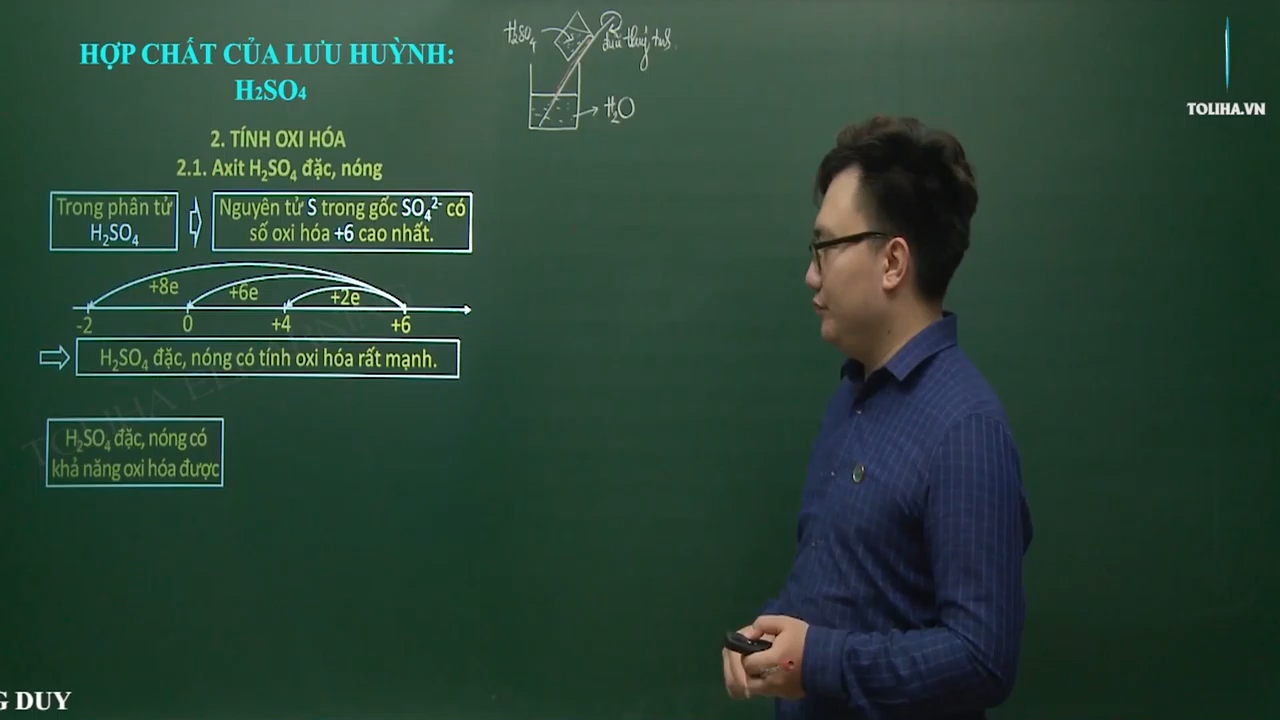 HỢP CHẤT CỦA LƯU HUỲNH:
H₂SO₄
2. TÍNH OXI HÓA
2.1. Axit H₂SO₄ đặc, nóng
Trong phân tử
H₂SO₄
Nguyên tử S trong gốc SO₄²⁻ có
số oxi hóa +6 cao nhất.
+8e
+6e
+2e
-2 0 +4 +6
H₂SO₄ đặc, nóng có tính oxi hóa rất mạnh.
H₂SO₄ đặc, nóng có
khả năng oxi hóa được
H₂SO₄
đũa thuỷ tinh
H₂O
TOLIHA.VN
G DUY